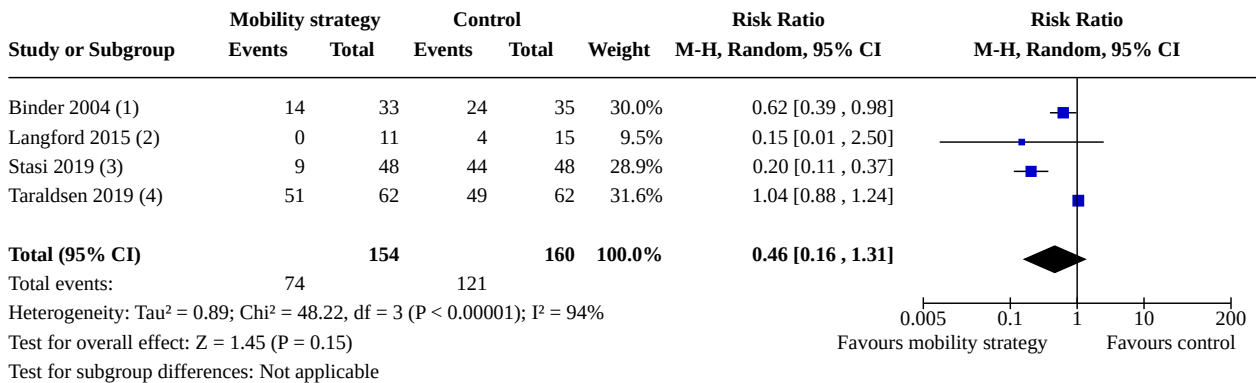 Mobility strategy Control Risk Ratio Risk Ratio
Study or Subgroup Events Total Events Total Weight M-H, Random, 95% CI M-H, Random, 95% CI
Binder 2004 (1) 14 33 24 35 30.0% 0.62 [0.39 , 0.98]
Langford 2015 (2) 0 11 4 15 9.5% 0.15 [0.01 , 2.50]
Stasi 2019 (3) 9 48 44 48 28.9% 0.20 [0.11 , 0.37]
Taraldsen 2019 (4) 51 62 49 62 31.6% 1.04 [0.88 , 1.24]
Total (95% CI) 154 160 100.0% 0.46 [0.16 , 1.31]
Total events: 74 121
Heterogeneity: Tau² = 0.89; Chi² = 48.22, df = 3 (P < 0.00001); I² = 94%
0.005 0.1 1 10 200
Test for overall effect: Z = 1.45 (P = 0.15)
Favours mobility strategy Favours control
Test for subgroup differences: Not applicable